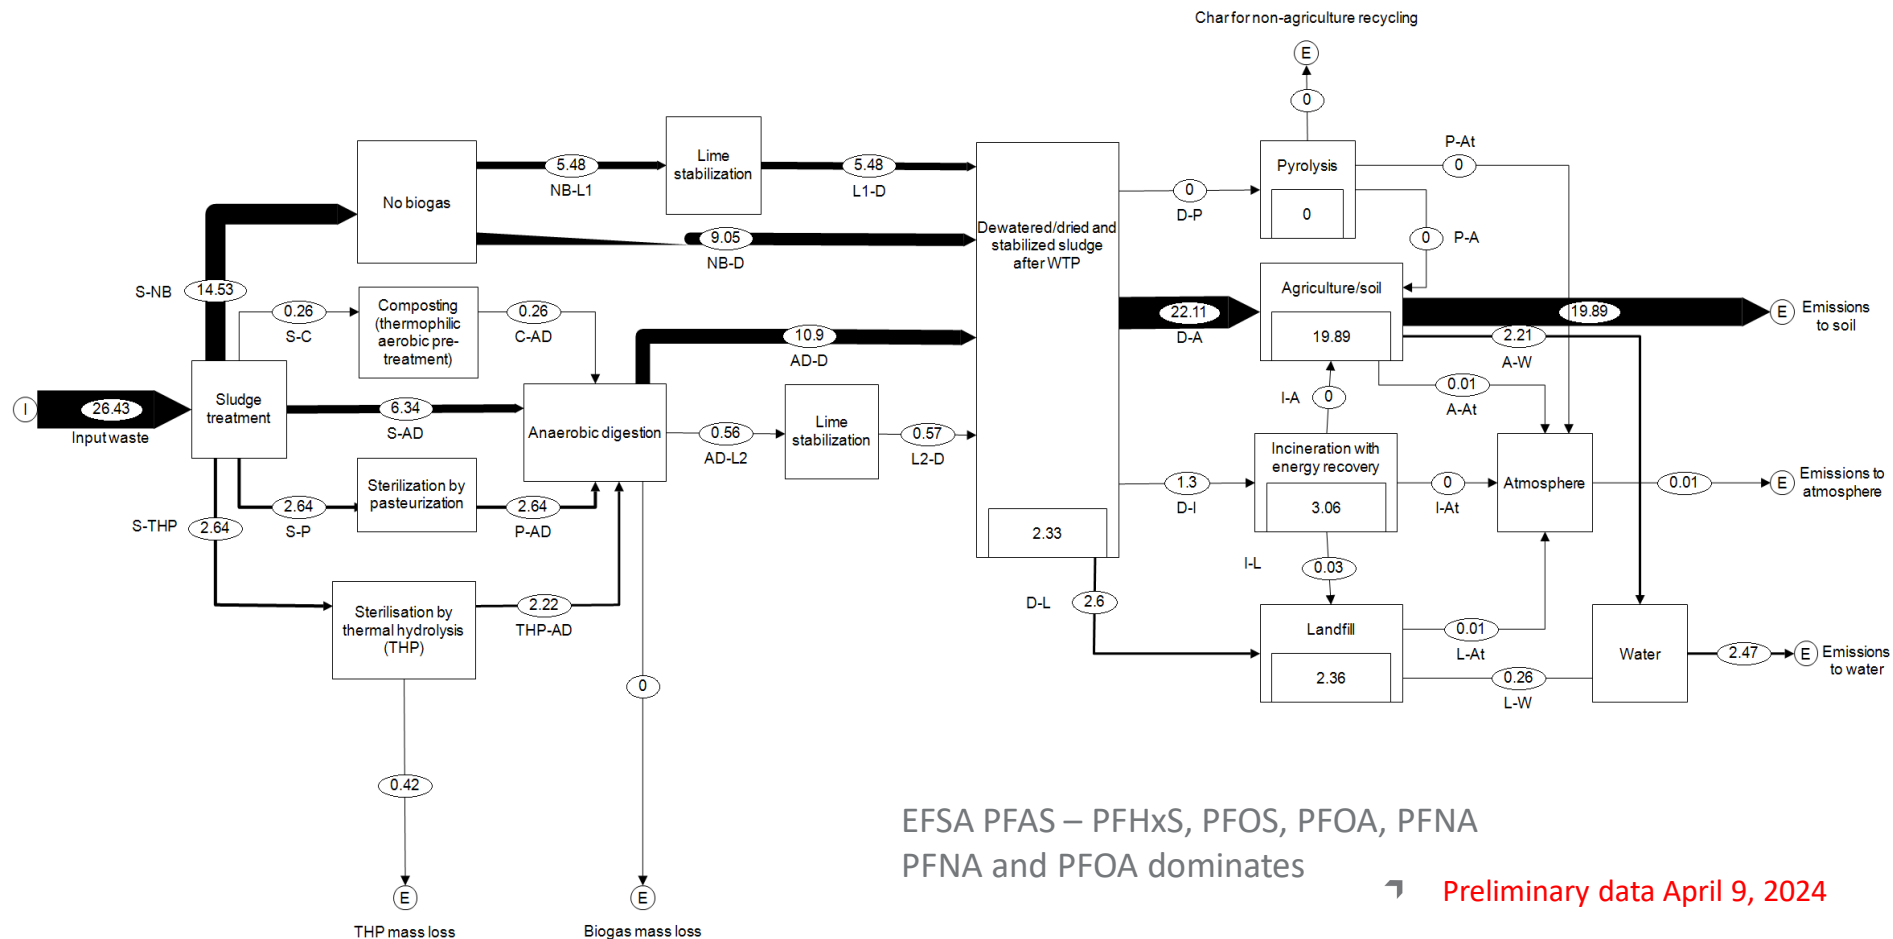 Char for non-agriculture recycling
E
0
P-At
0
Pyrolysis
0
0
D-P
0
P-A
5.48
NB-L1
Lime
stabilization
5.48
L1-D
No biogas
9.05
NB-D
Dewatered/dried and
stabilized sludge
after WTP
2.33
S-NB
14.53
0.26
S-C
Composting
(thermophilic
aerobic pre-
treatment)
0.26
C-AD
10.9
AD-D
22.11
D-A
Agriculture/soil
19.89
19.89
E
Emissions
to soil
2.21
A-W
0.01
A-At
I-A
0
I
26.43
Input waste
Sludge
treatment
6.34
S-AD
Anaerobic digestion
0.56
AD-L2
Lime
stabilization
0.57
L2-D
Incineration with
energy recovery
3.06
1.3
D-I
0
I-At
Atmosphere
0.01
E
Emissions to
atmosphere
S-THP
2.64
2.64
S-P
Sterilization by
pasteurization
2.64
P-AD
I-L
0.03
D-L
2.6
Sterilisation by
thermal hydrolysis
(THP)
2.22
THP-AD
Landfill
2.36
0.01
L-At
0.26
L-W
Water
2.47
E
Emissions
to water
0
0.42
E
THP mass loss
E
Biogas mass loss
EFSA PFAS – PFHxS, PFOS, PFOA, PFNA
PFNA and PFOA dominates
Preliminary data April 9, 2024